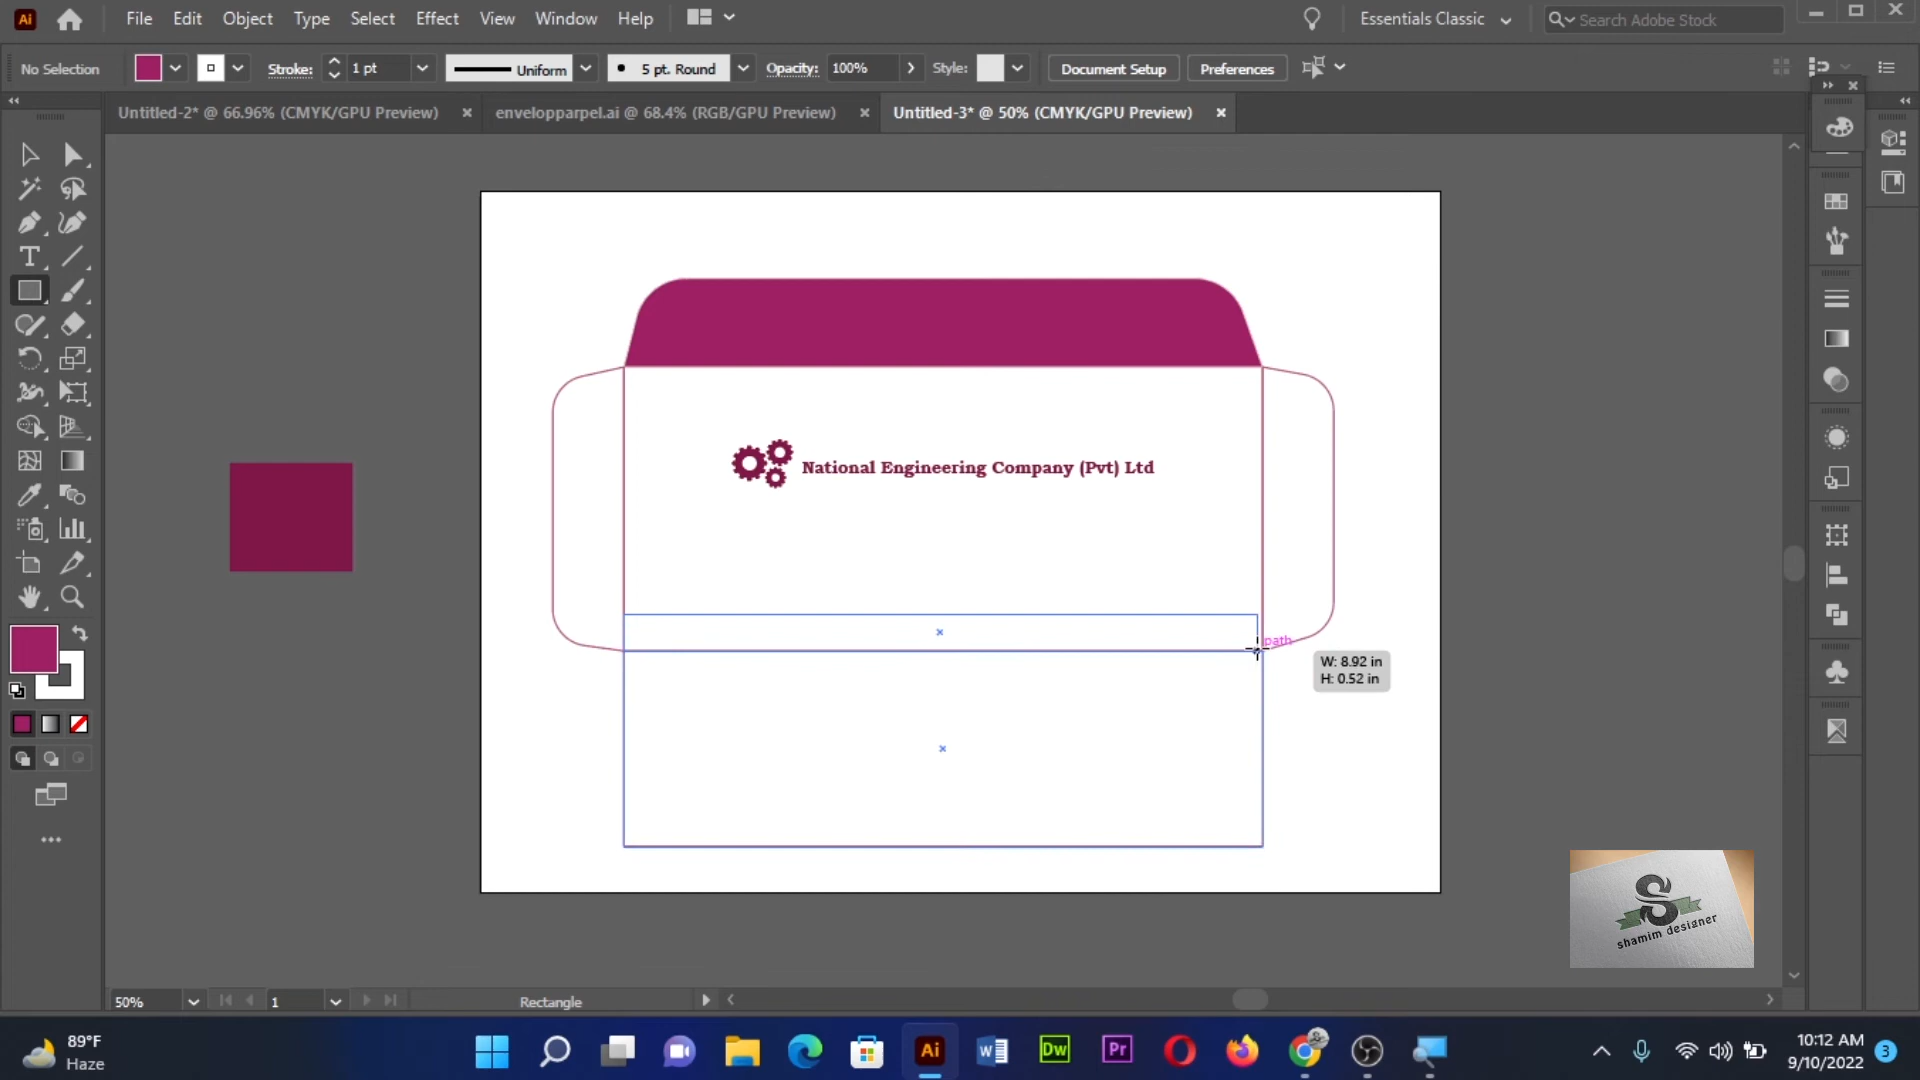 Ai File Edit Object Type Select Effect View Window Help Essentials Classic Search Adobe Stock
No Selection Stroke: 1 pt Uniform 5 pt. Round Opacity: 100% Style: Document Setup Preferences
Untitled-2* @ 66.96% (CMYK/GPU Preview) envelopparpel.ai @ 68.4% (RGB/GPU Preview) Untitled-3* @ 50% (CMYK/GPU Preview)
National Engineering Company (Pvt) Ltd
path
W: 8.92 in
H: 0.52 in
S
shamim designer
50% 1 Rectangle
89°F
Haze
Ai W Dw Pr
10:12 AM
9/10/2022 3